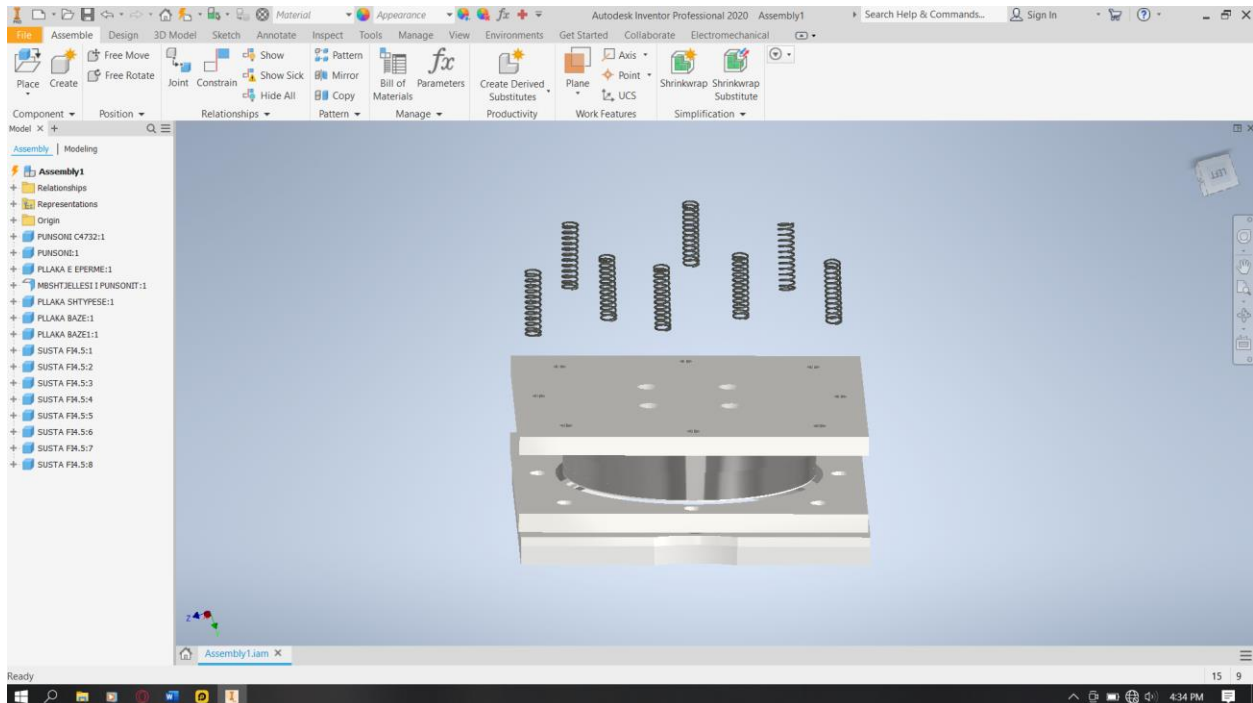 Material
Appearance
Autodesk Inventor Professional 2020 Assembly1
Search Help & Commands...
Sign In
File Assemble Design 3D Model Sketch Annotate Inspect Tools Manage View Environments Get Started Collaborate Electromechanical
Free Move
Free Rotate
Place Create
Joint Constrain
Show
Show Sick
Hide All
Pattern
Mirror
Copy
Bill of Materials
Parameters
Create Derived Substitutes
Plane
Axis
Point
UCS
Shrinkwrap
Shrinkwrap Substitute
Component Position Relationships Pattern Manage Productivity Work Features Simplification
Model
Assembly | Modeling
Assembly1
Relationships
Representations
Origin
PUNSONI C4732:1
PUNSONI:1
PLLAKA E EPERME:1
MBSHTJELLESI I PUNSONIT:1
PLLAKA SHTYPESE:1
PLLAKA BAZE:1
PLLAKA BAZE1:1
SUSTA FI4.5:1
SUSTA FI4.5:2
SUSTA FI4.5:3
SUSTA FI4.5:4
SUSTA FI4.5:5
SUSTA FI4.5:6
SUSTA FI4.5:7
SUSTA FI4.5:8
LEFT
z
Assembly1.iam
Ready
15 9
4:34 PM